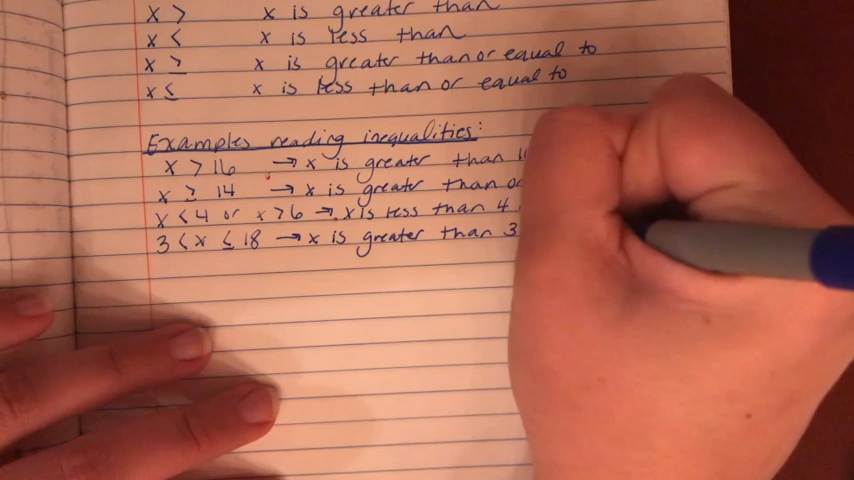 x > x is greater than
x < x is less than
x ≥ x is greater than or equal to
x ≤ x is less than or equal to
Examples reading inequalities:
x > 16 → x is greater than
x ≥ 14 → x is greater than or
x < 4 or x > 6 → x is less than 4
3 < x ≤ 18 → x is greater than 3